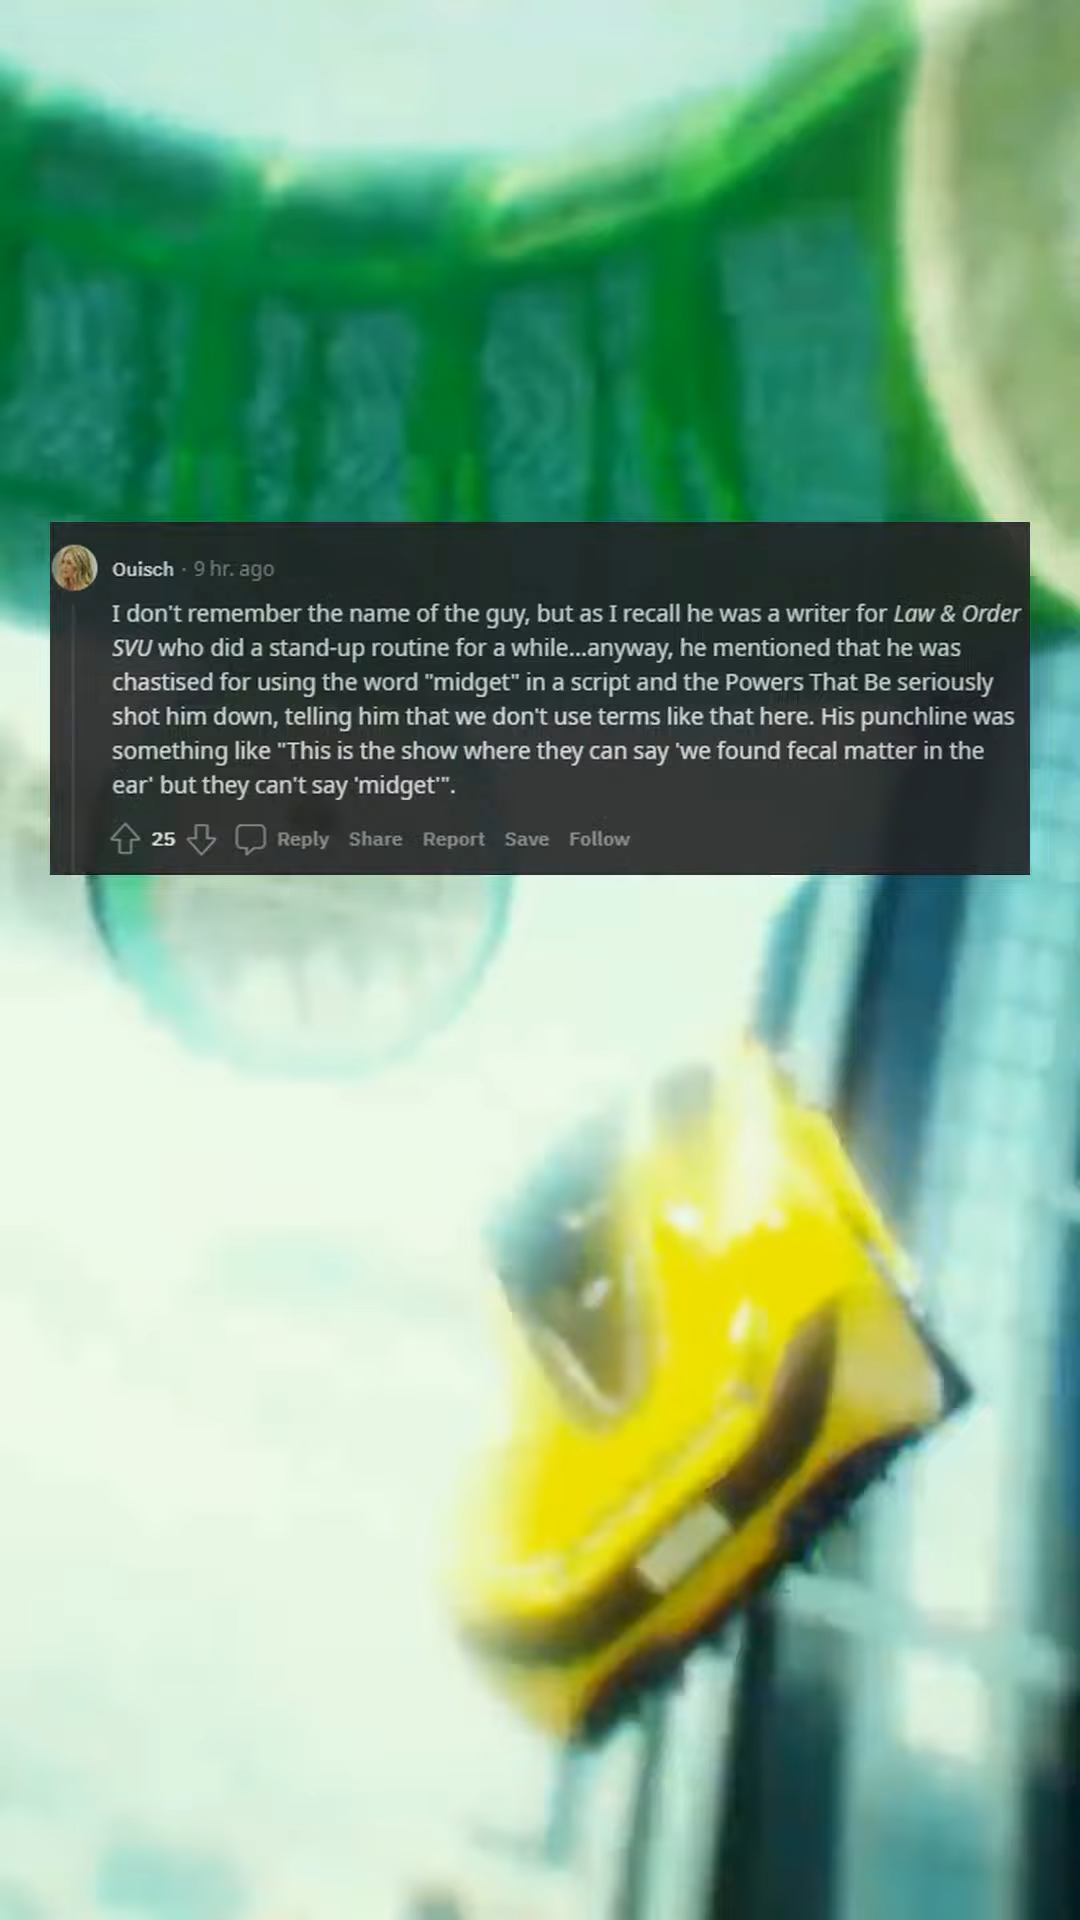 Ouisch · 9 hr. ago
I don't remember the name of the guy, but as I recall he was a writer for Law & Order
SVU who did a stand-up routine for a while...anyway, he mentioned that he was
chastised for using the word "midget" in a script and the Powers That Be seriously
shot him down, telling him that we don't use terms like that here. His punchline was
something like "This is the show where they can say 'we found fecal matter in the
ear' but they can't say 'midget'".
25 Reply Share Report Save Follow